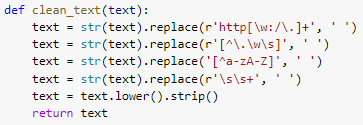 def clean_text(text):
    text = str(text).replace(r'http[\w:/\.]+', ' ')
    text = str(text).replace(r'[^\.\w\s]', ' ')
    text = str(text).replace('[^a-zA-Z]', ' ')
    text = str(text).replace(r'\s\s+', ' ')
    text = text.lower().strip()
    return text